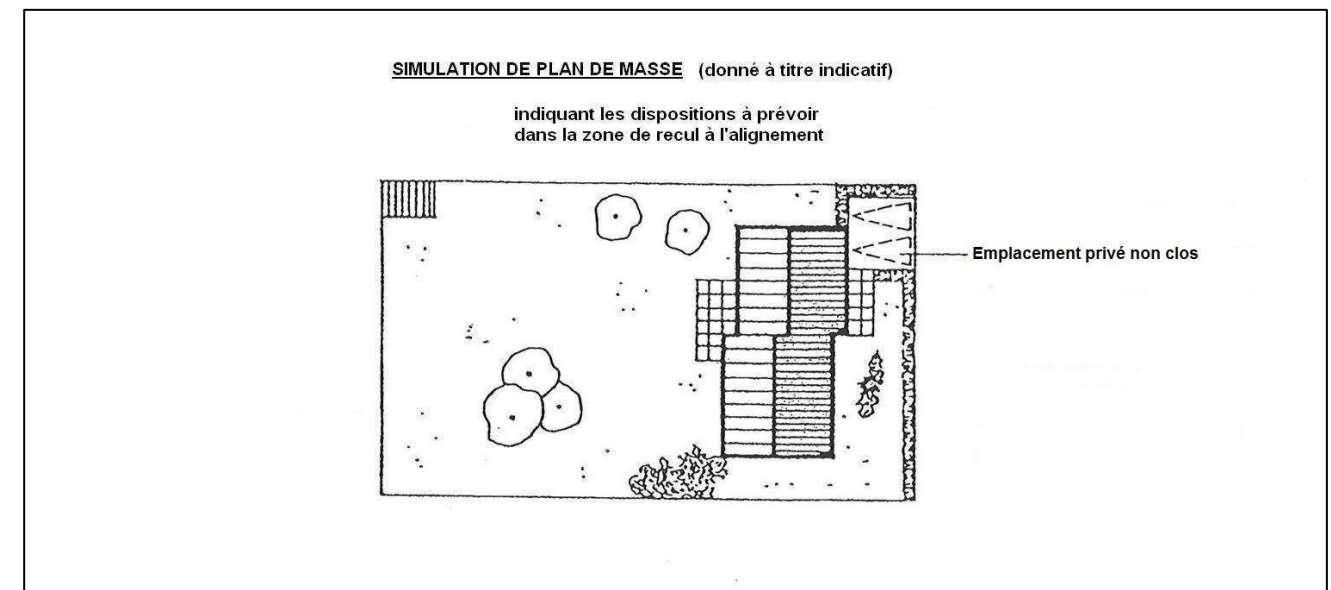 SIMULATION DE PLAN DE MASSE (donné à titre indicatif)
indiquant les dispositions à prévoir
dans la zone de recul à l'alignement
Emplacement privé non clos